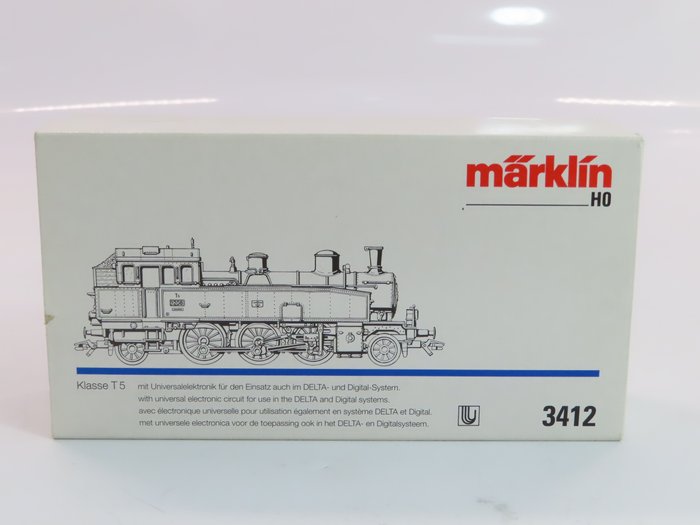 märklin
H0
Klasse T 5
mit Universalelektronik für den Einsatz auch im DELTA- und Digital-System.
with universal electronic circuit for use in the DELTA and Digital systems.
avec électronique universelle pour utilisation également en système DELTA et Digital.
met universele electronica voor de toepassing ook in het DELTA- en Digitalsysteem.
U
3412